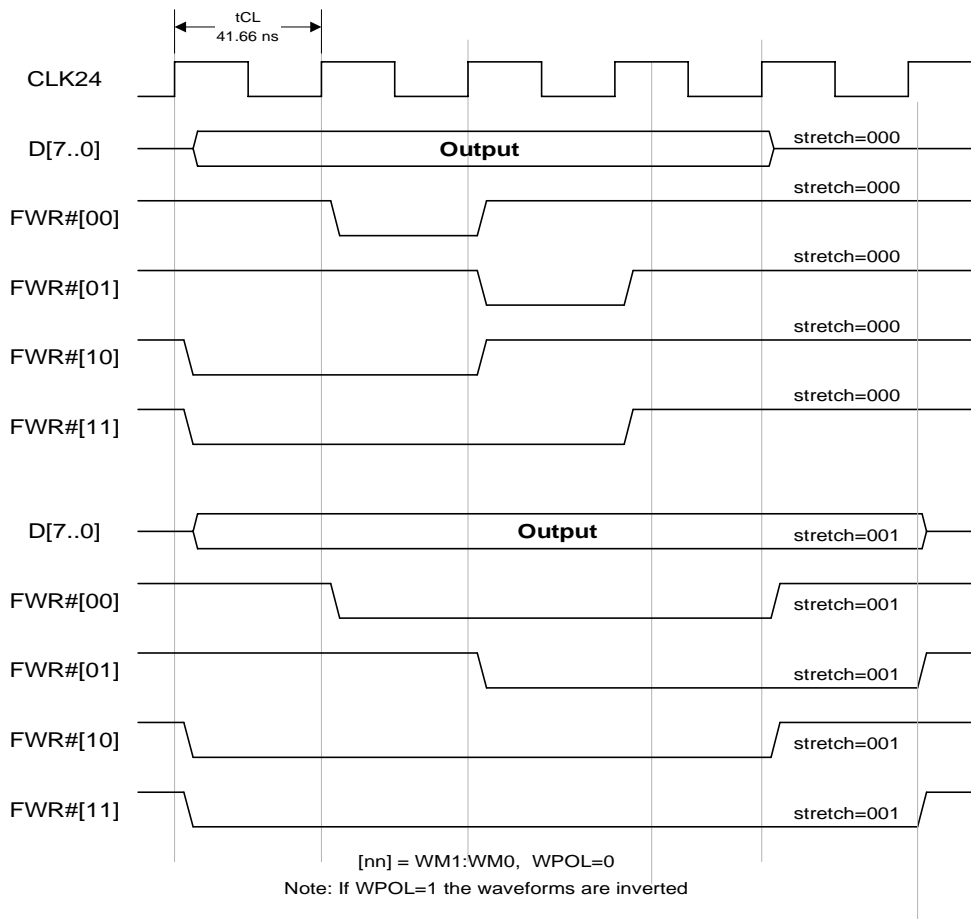 tCL
41.66 ns
CLK24
D[7..0]
Output
stretch=000
FWR#[00]
stretch=000
FWR#[01]
stretch=000
FWR#[10]
stretch=000
FWR#[11]
stretch=000
D[7..0]
Output
stretch=001
FWR#[00]
stretch=001
FWR#[01]
stretch=001
FWR#[10]
stretch=001
FWR#[11]
stretch=001
[nn] = WM1:WM0, WPOL=0
Note: If WPOL=1 the waveforms are inverted